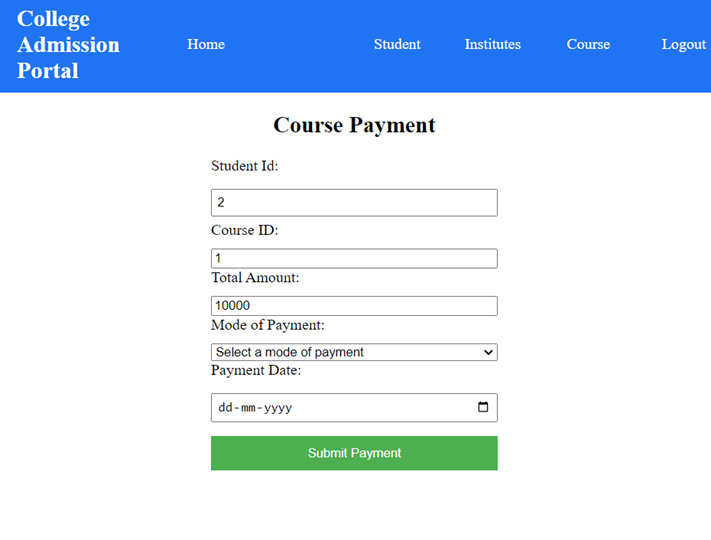 College
Admission
Portal
Home
Student
Institutes
Course
Logout
Course Payment
Student Id:
2
Course ID:
1
Total Amount:
10000
Mode of Payment:
Select a mode of payment
Payment Date:
dd-mm-yyyy
Submit Payment